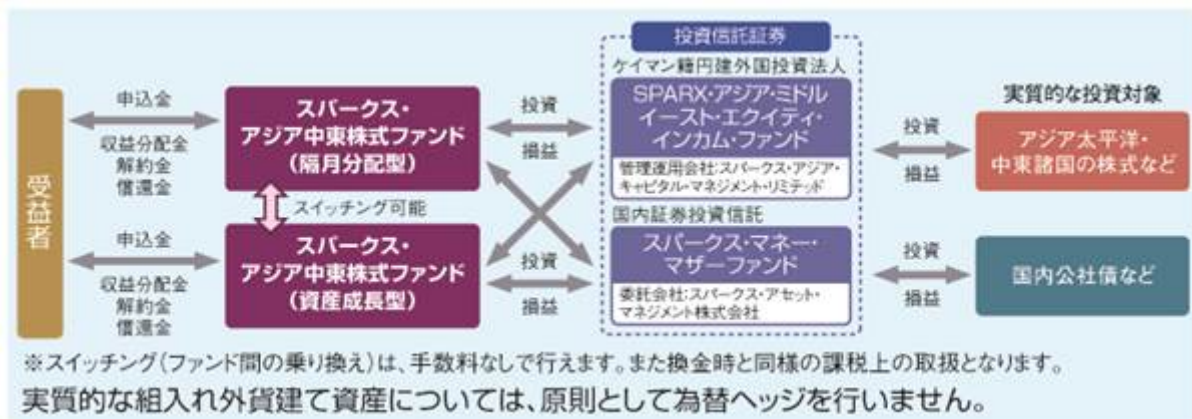 投資信託証券
ケイマン籍円建外国投資法人
受益者
申込金
収益分配金
解約金
償還金
スパークス・
アジア中東株式ファンド
(隔月分配型)
投資
損益
SPARX・アジア・ミドル
イースト・エクイティ・
インカム・ファンド
管理運用会社:スパークス・アジア・
キャピタル・マネジメント・リミテッド
投資
損益
実質的な投資対象
アジア太平洋・
中東諸国の株式など
スイッチング可能
国内証券投資信託
申込金
収益分配金
解約金
償還金
スパークス・
アジア中東株式ファンド
(資産成長型)
投資
損益
スパークス・マネー・
マザーファンド
委託会社:スパークス・アセット・
マネジメント株式会社
投資
損益
国内公社債など
※スイッチング(ファンド間の乗り換え)は、手数料なしで行えます。また換金時と同様の課税上の取扱となります。
実質的な組入れ外貨建て資産については、原則として為替ヘッジを行いません。